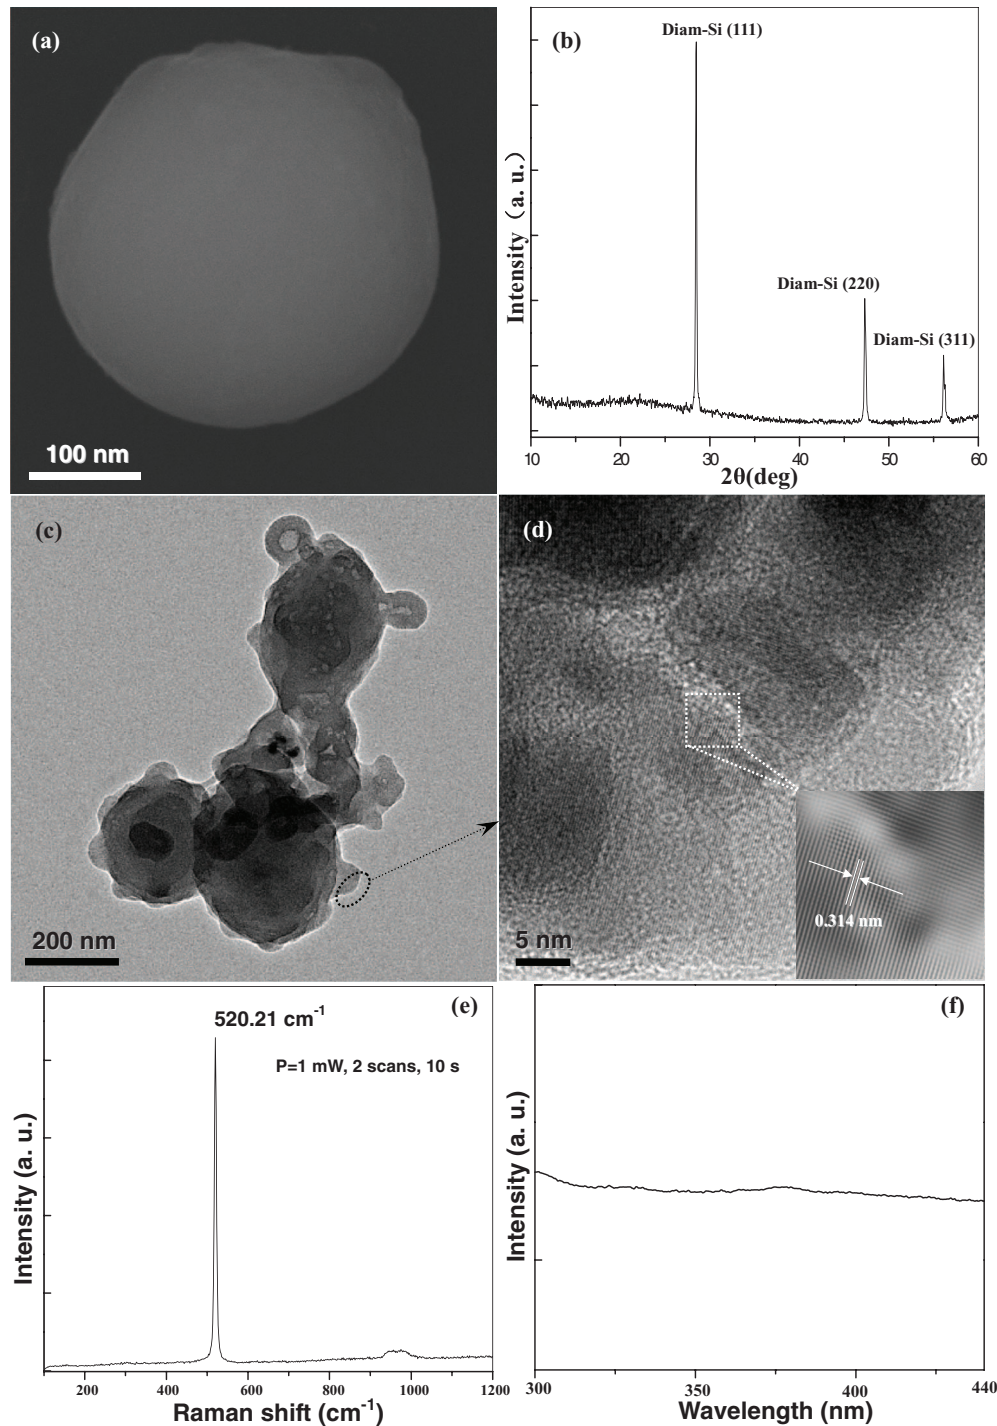 (a)
100 nm
(b)
Diam-Si (111)
Diam-Si (220)
Diam-Si (311)
Intensity (a. u.)
10 20 30 40 50 60
2θ(deg)
(c)
200 nm
(d)
5 nm
0.314 nm
(e)
520.21 cm⁻¹
P=1 mW, 2 scans, 10 s
Intensity (a. u.)
200 400 600 800 1000 1200
Raman shift (cm⁻¹)
(f)
Intensity (a. u.)
300 350 400 440
Wavelength (nm)